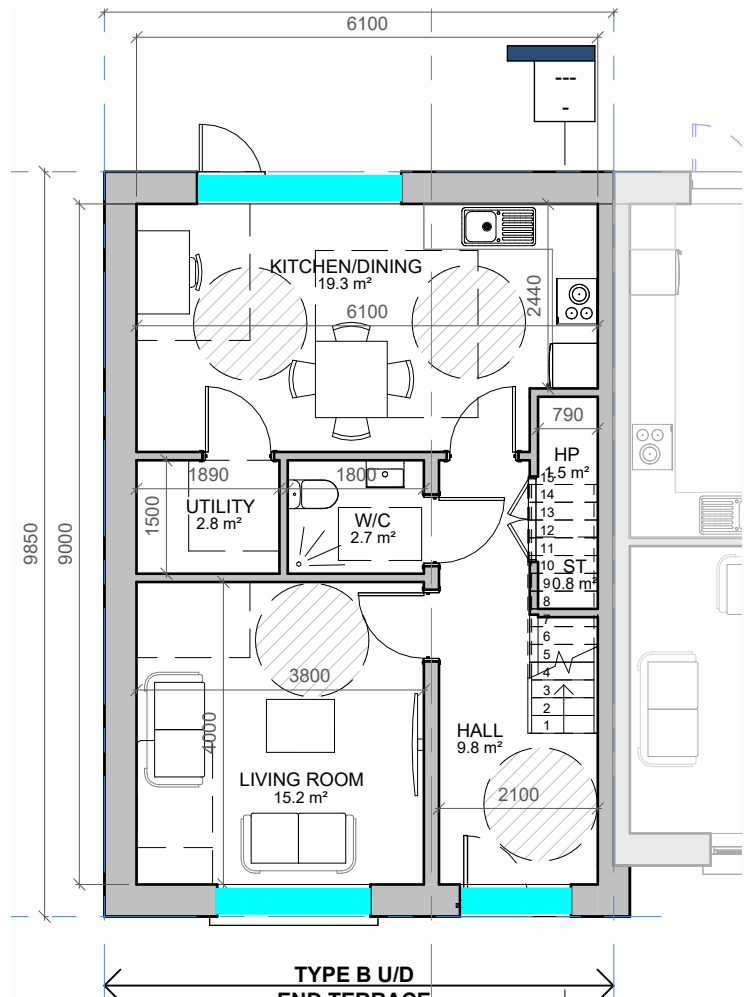 6100
---
-
KITCHEN/DINING
19.3 m²
6100
2440
790
HP
1.5 m²
1890
1800
1500
UTILITY
2.8 m²
W/C
2.7 m²
15
14
13
12
11
10
9
8
7
6
5
4
3
2
1
ST
0.8 m²
9850
9000
3800
4000
LIVING ROOM
15.2 m²
HALL
9.8 m²
2100
TYPE B U/D
END TERRACE